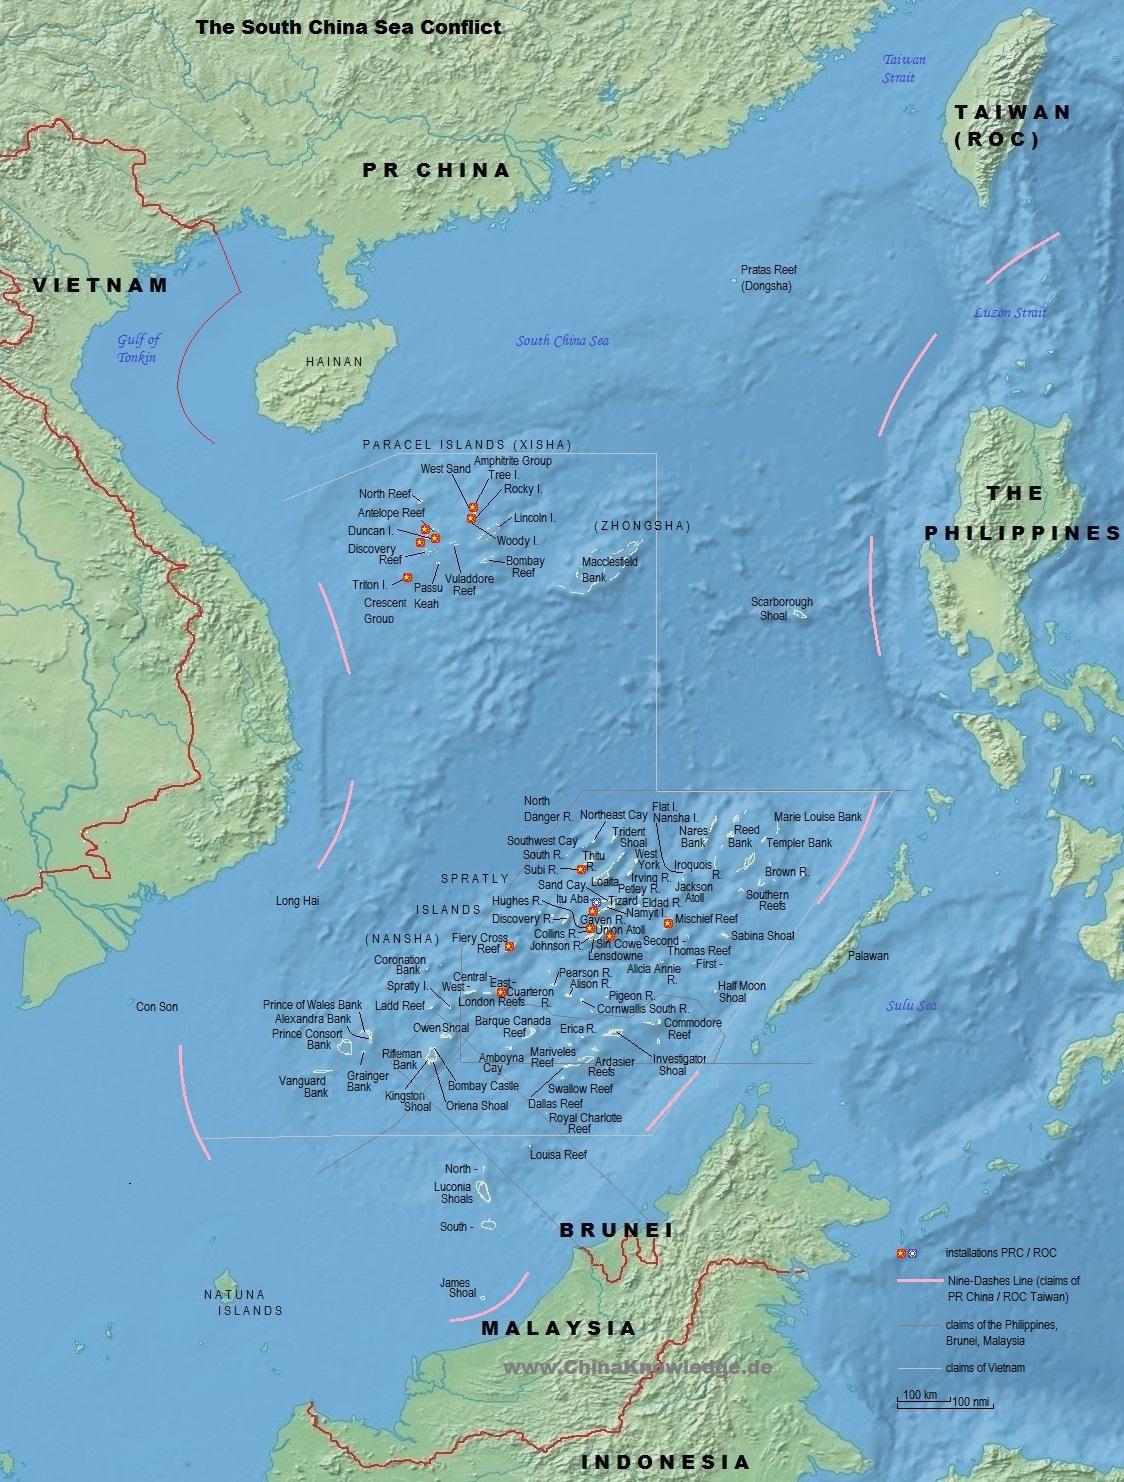 The South China Sea Conflict
Taiwan
Strait
TAIWAN
(ROC)
PR CHINA
VIETNAM
Pratas Reef
(Dongsha)
Luzon Strait
Gulf of
Tonkin
South China Sea
HAINAN
PARACEL ISLANDS (XISHA)
Amphitrite Group
West Sand
Tree I.
Rocky I.
North Reef
Antelope Reef
Lincoln I.
Duncan I.
Woody I.
Discovery
Reef
Bombay
Reef
Triton I.
Passu
Keah
Vuladdore
Reef
Crescent
Group
(ZHONGSHA)
Macclesfield
Bank
Scarborough
Shoal
THE
PHILIPPINES
North
Danger R.
Northeast Cay
Flat I.
Nansha I.
Marie Louise Bank
Southwest Cay
Trident
Shoal
Nares
Bank
Reed
Bank
Templer Bank
South R.
Thitu
R.
West
York
Iroquois
R.
Brown R.
Subi R.
Irving R.
SPRATLY
Sand Cay
Loaita
Petley R.
Jackson
Atoll
Southern
Reefs
Hughes R.
Itu Aba
Tizard
Eldad R.
ISLANDS
Discovery R.
Gaven R.
Namyit I.
Mischief Reef
(NANSHA)
Fiery Cross
Reef
Collins R.
Union Atoll
Johnson R.
Sin Cowe
Second -
Sabina Shoal
Lensdowne
Thomas Reef
First -
Long Hai
Palawan
Coronation
Bank
Central-
Pearson R.
Alicia Annie
R.
Spratly I.
West -
East-
Cuarteron
R.
Alison R.
Half Moon
Shoal
London Reefs
Pigeon R.
Cornwallis South R.
Con Son
Sulu Sea
Prince of Wales Bank
Ladd Reef
Alexandra Bank
Prince Consort
Bank
Owen Shoal
Barque Canada
Reef
Erica R.
Commodore
Reef
Rifleman
Bank
Amboyna
Cay
Mariveles
Reef
Ardasier
Reefs
Investigator
Shoal
Vanguard
Bank
Grainger
Bank
Kingston
Shoal
Bombay Castle
Oriena Shoal
Swallow Reef
Dallas Reef
Royal Charlotte
Reef
Louisa Reef
North -
Luconia
Shoals
South -
BRUNEI
James
Shoal
NATUNA
ISLANDS
MALAYSIA
www.ChinaKnowledge.de
INDONESIA
installations PRC / ROC
Nine-Dashes Line (claims of
PR China / ROC Taiwan)
claims of the Philippines,
Brunei, Malaysia
claims of Vietnam
100 km
100 nmi